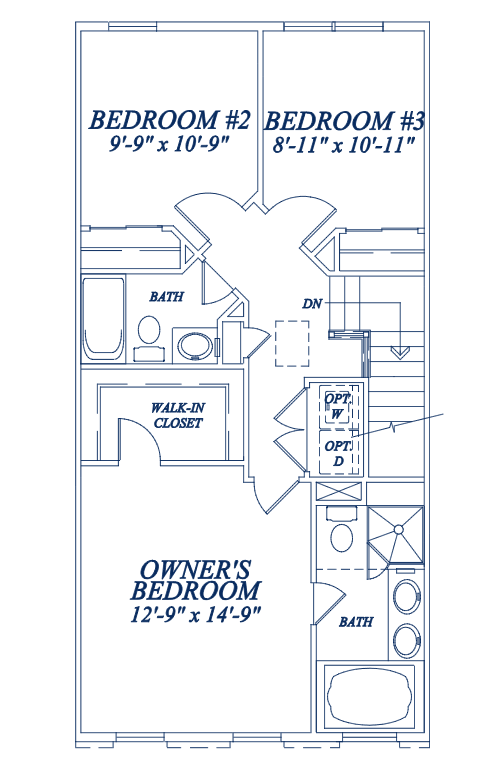 BEDROOM #2
9'-9" x 10'-9"
BEDROOM #3
8'-11" x 10'-11"
BATH
DN
WALK-IN
CLOSET
OPT.
W
OPT.
D
OWNER'S
BEDROOM
12'-9" x 14'-9"
BATH